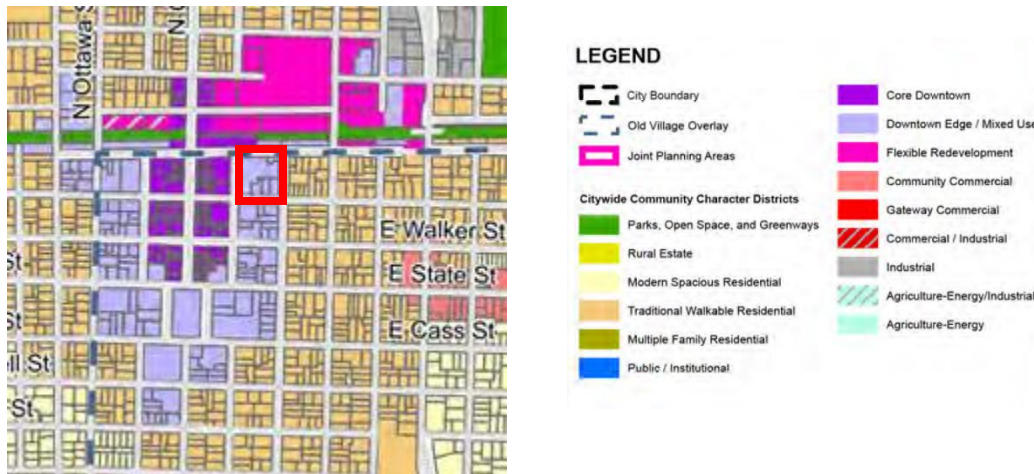 N Ottawa S
N C
E Walker St
E State St
E Cass St
St.
St
ll St
St
LEGEND
City Boundary
Old Village Overlay
Joint Planning Areas
Citywide Community Character Districts
Parks, Open Space, and Greenways
Rural Estate
Modern Spacious Residential
Traditional Walkable Residential
Multiple Family Residential
Public / Institutional
Core Downtown
Downtown Edge / Mixed Use
Flexible Redevelopment
Community Commercial
Gateway Commercial
Commercial / Industrial
Industrial
Agriculture-Energy/Industrial
Agriculture-Energy